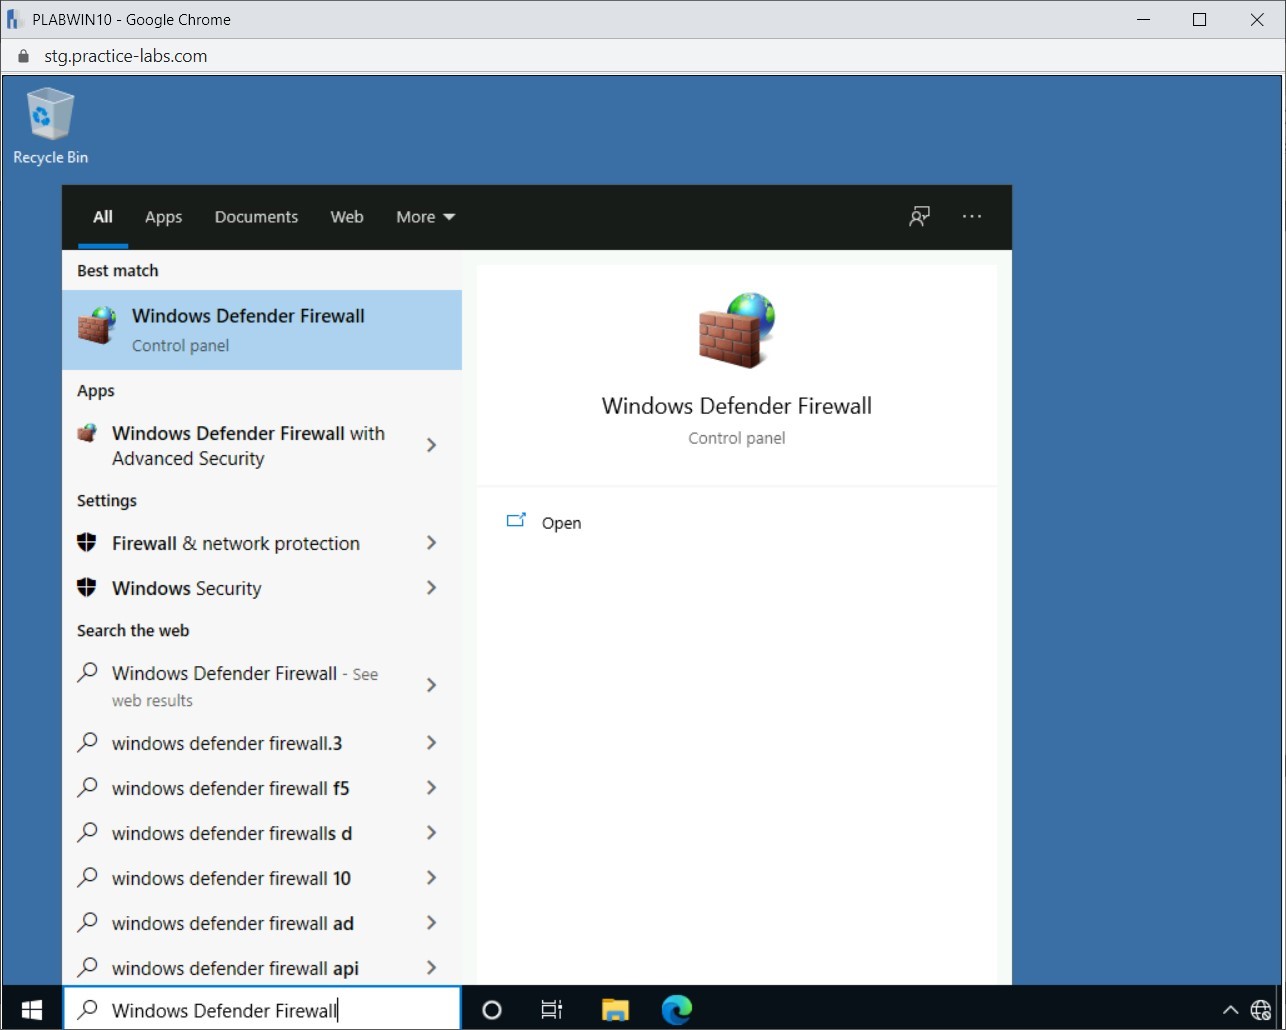 PLABWIN10 - Google Chrome
stg.practice-labs.com
Recycle Bin
All Apps Documents Web More
Best match
Windows Defender Firewall
Control panel
Apps
Windows Defender Firewall with
Advanced Security
Settings
Firewall & network protection
Windows Security
Search the web
Windows Defender Firewall - See
web results
windows defender firewall.3
windows defender firewall f5
windows defender firewalls d
windows defender firewall 10
windows defender firewall ad
windows defender firewall api
Windows Defender Firewall
Control panel
Open
Windows Defender Firewall